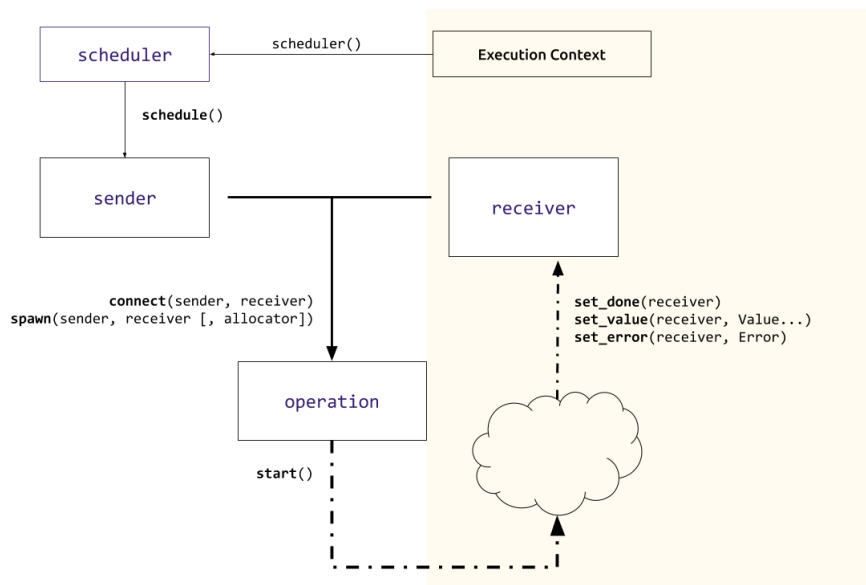 scheduler
scheduler()
Execution Context
schedule()
sender
receiver
connect(sender, receiver)
spawn(sender, receiver [, allocator])
set_done(receiver)
set_value(receiver, Value...)
set_error(receiver, Error)
operation
start()